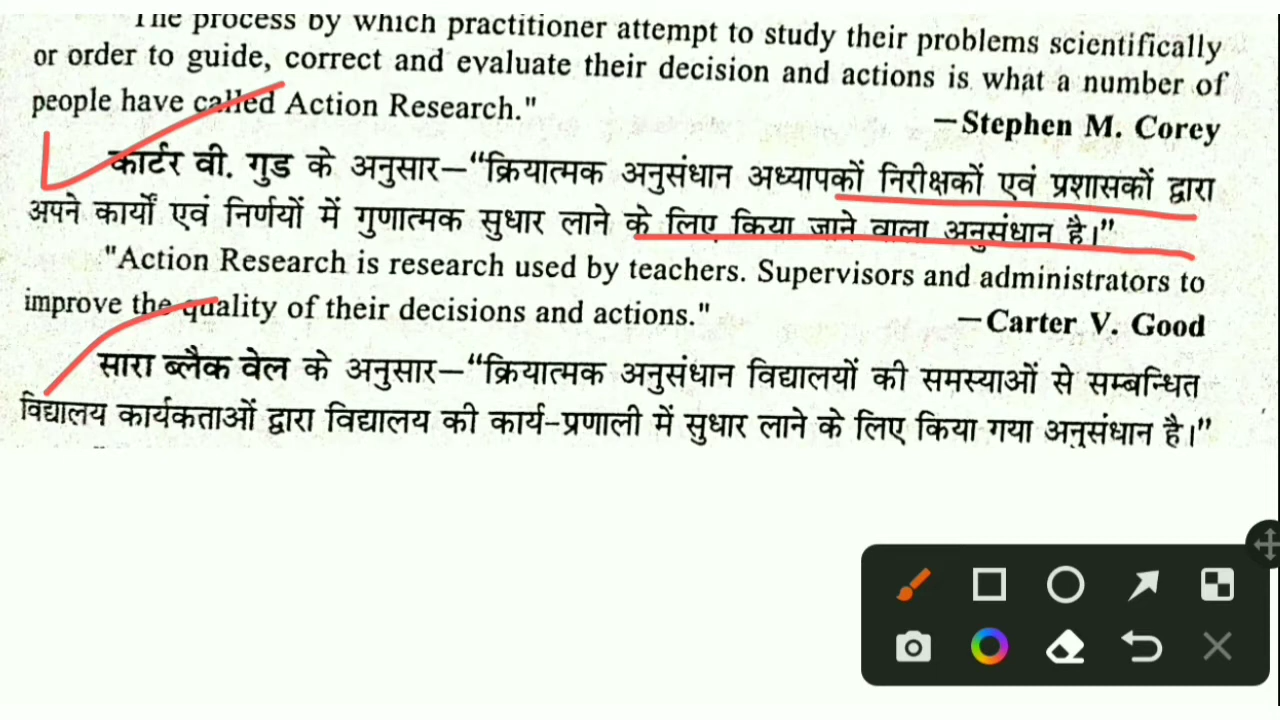 The process by which practitioner attempt to study their problems scientifically
or order to guide, correct and evaluate their decision and actions is what a number of
people have called Action Research."
—Stephen M. Corey
कार्टर वी. गुड के अनुसार—“क्रियात्मक अनुसंधान अध्यापकों निरीक्षकों एवं प्रशासकों द्वारा
अपने कार्यों एवं निर्णयों में गुणात्मक सुधार लाने के लिए किया जाने वाला अनुसंधान है।”
"Action Research is research used by teachers. Supervisors and administrators to
improve the quality of their decisions and actions."
—Carter V. Good
सारा ब्लैक वेल के अनुसार—“क्रियात्मक अनुसंधान विद्यालयों की समस्याओं से सम्बन्धित
विद्यालय कार्यकताओं द्वारा विद्यालय की कार्य-प्रणाली में सुधार लाने के लिए किया गया अनुसंधान है।”